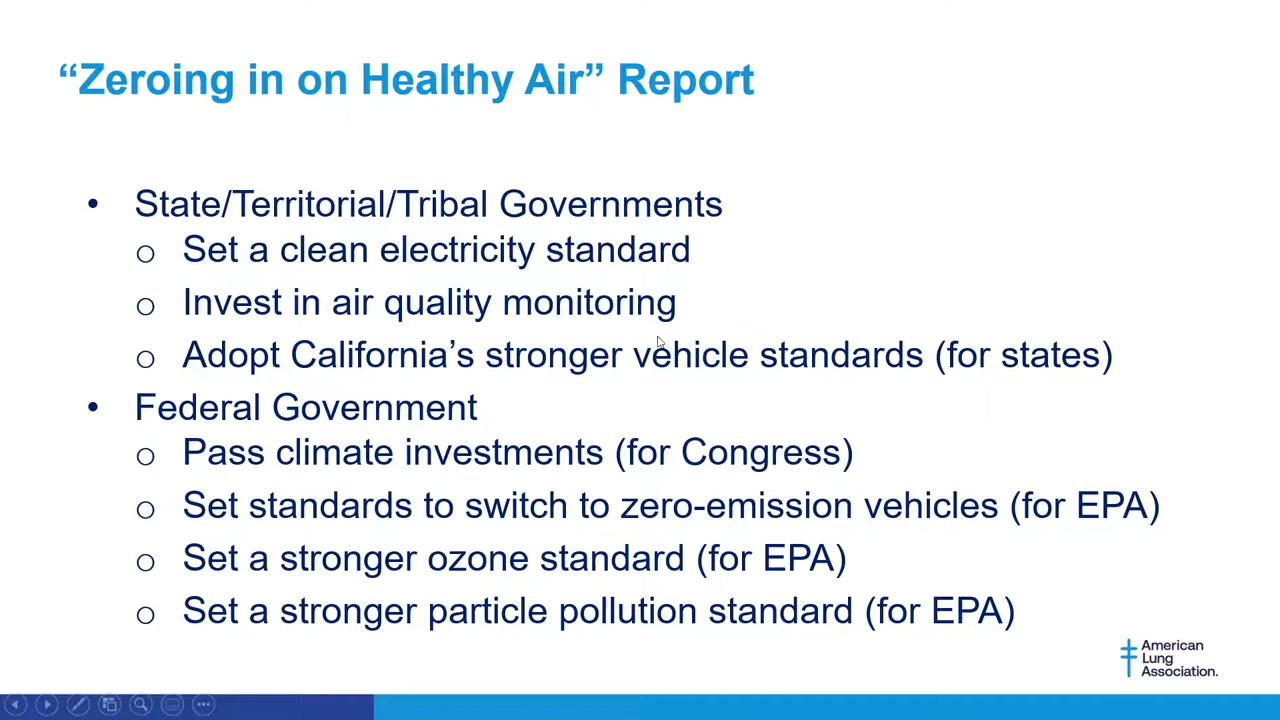 “Zeroing in on Healthy Air” Report
• State/Territorial/Tribal Governments
o Set a clean electricity standard
o Invest in air quality monitoring
o Adopt California’s stronger vehicle standards (for states)
• Federal Government
o Pass climate investments (for Congress)
o Set standards to switch to zero-emission vehicles (for EPA)
o Set a stronger ozone standard (for EPA)
o Set a stronger particle pollution standard (for EPA)
American
Lung
Association.